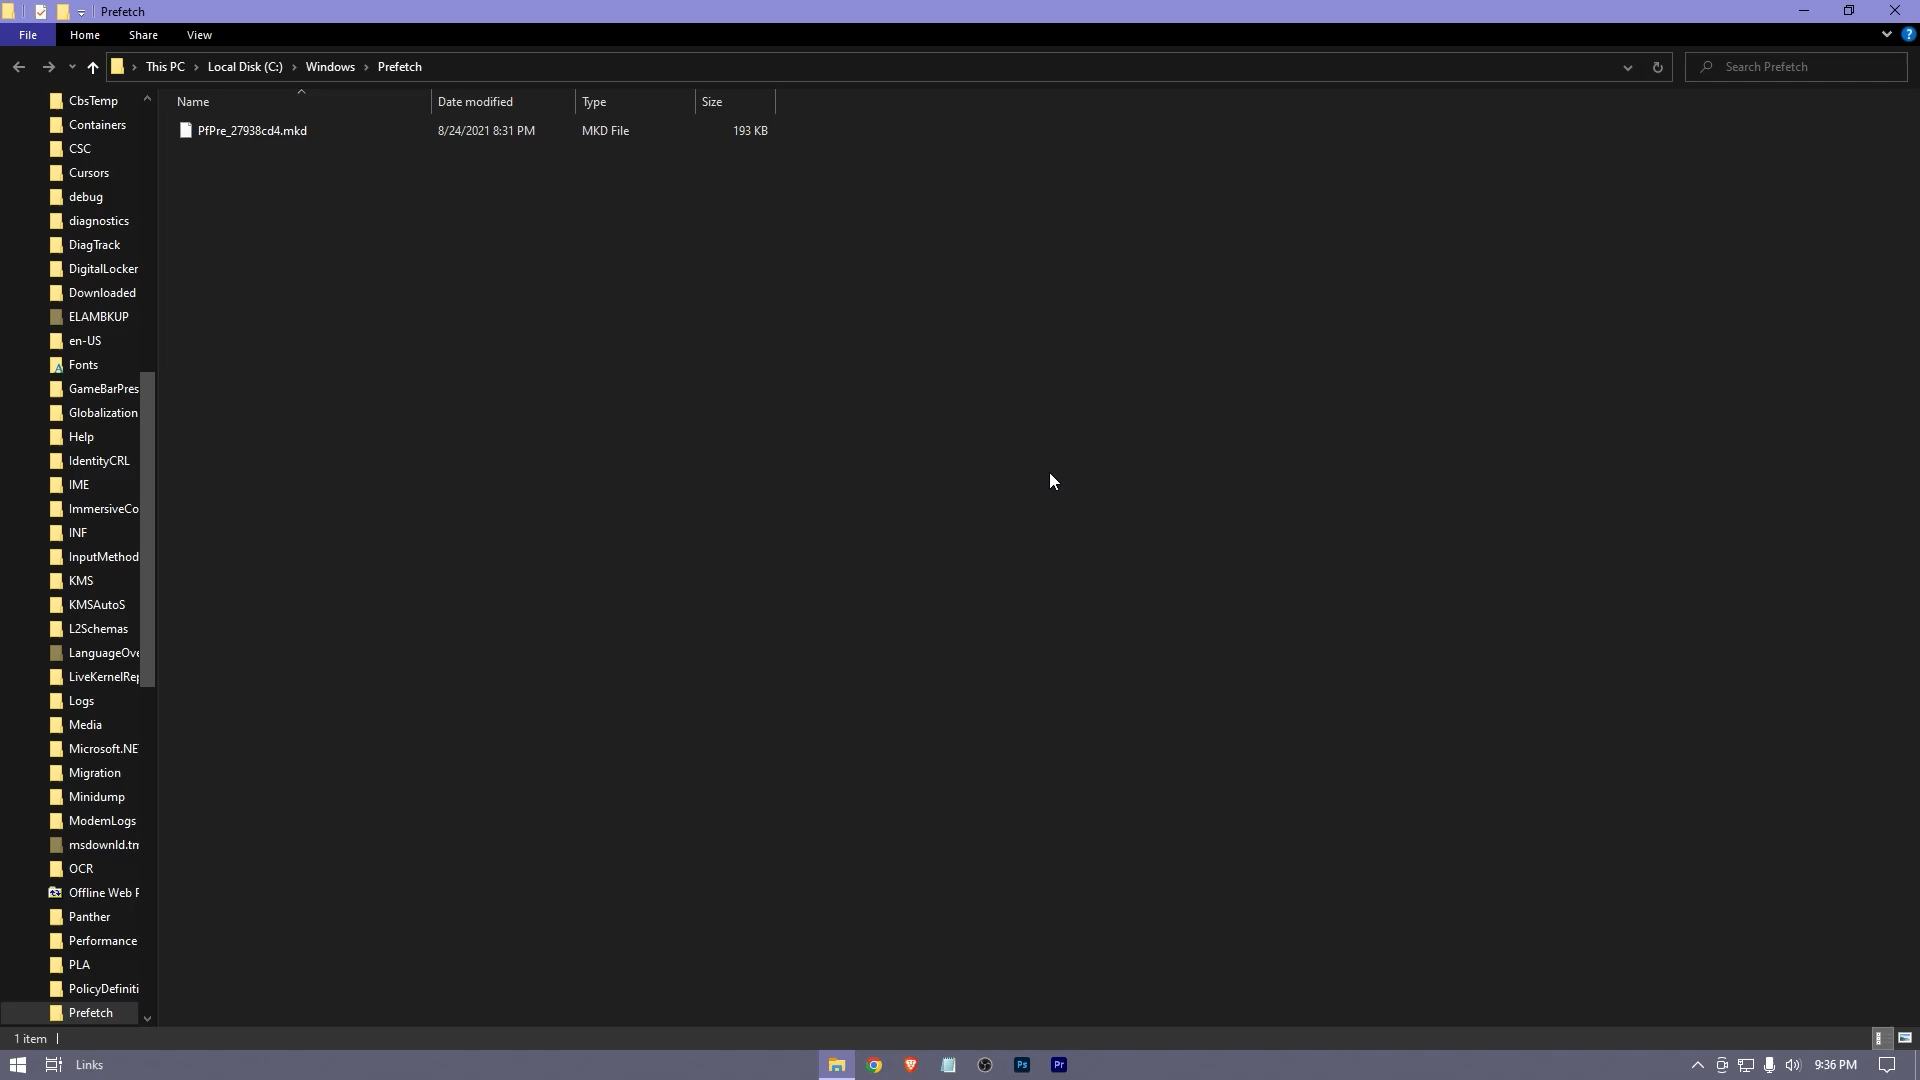 Prefetch
File Home Share View
This PC Local Disk (C:) Windows Prefetch
Search Prefetch
Name Date modified Type Size
PfPre_27938cd4.mkd 8/24/2021 8:31 PM MKD File 193 KB
CbsTemp
Containers
CSC
Cursors
debug
diagnostics
DiagTrack
DigitalLocker
Downloaded
ELAMBKUP
en-US
Fonts
GameBarPres
Globalization
Help
IdentityCRL
IME
ImmersiveCo
INF
InputMethod
KMS
KMSAutoS
L2Schemas
LanguageOve
LiveKernelRep
Logs
Media
Microsoft.NE
Migration
Minidump
ModemLogs
msdownld.tm
OCR
Offline Web P
Panther
Performance
PLA
PolicyDefiniti
Prefetch
1 item
Links
Ps
Pr
9:36 PM